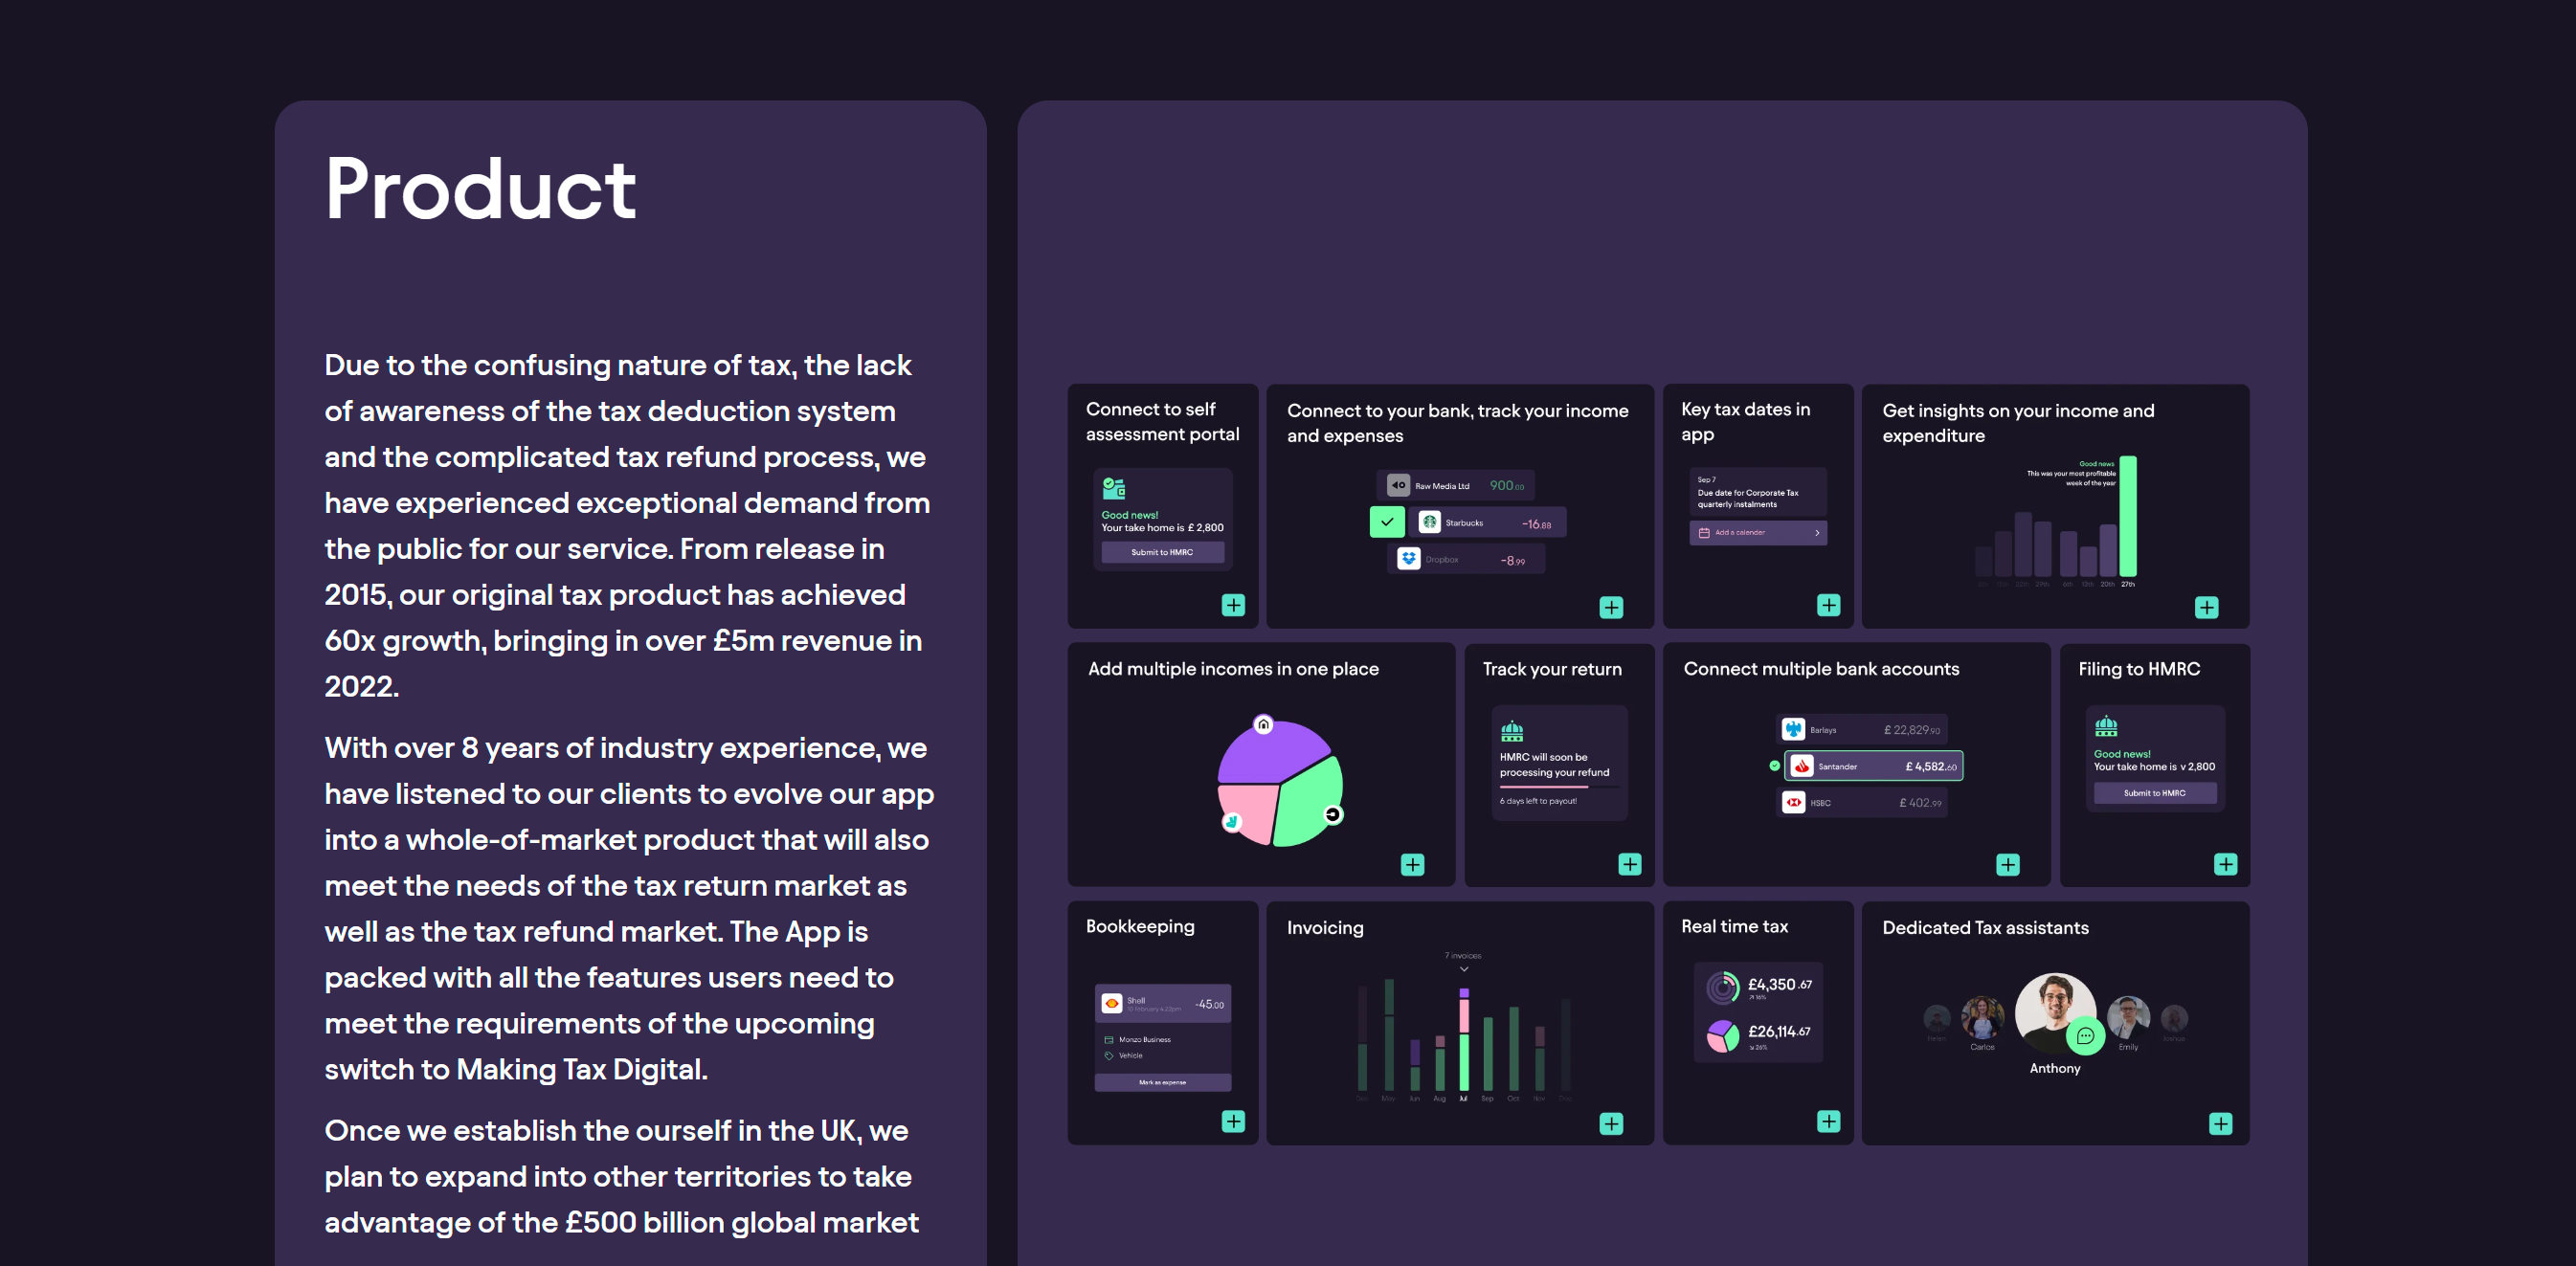 Product
Due to the confusing nature of tax, the lack
of awareness of the tax deduction system
and the complicated tax refund process, we
have experienced exceptional demand from
the public for our service. From release in
2015, our original tax product has achieved
60x growth, bringing in over £5m revenue in
2022.
With over 8 years of industry experience, we
have listened to our clients to evolve our app
into a whole-of-market product that will also
meet the needs of the tax return market as
well as the tax refund market. The App is
packed with all the features users need to
meet the requirements of the upcoming
switch to Making Tax Digital.
Once we establish the ourself in the UK, we
plan to expand into other territories to take
advantage of the £500 billion global market
Connect to self
assessment portal
Good news!
Your take home is £ 2,800
Submit to HMRC
Connect to your bank, track your income
and expenses
Raw Media Ltd 900.00
Starbucks -16.88
Dropbox -8.99
Key tax dates in
app
Sep 7
Due date for Corporate Tax
quarterly instalments
Add a calender
Get insights on your income and
expenditure
Good news
This was your most profitable
week of the year
29th 6th 13th 20th 27th
Add multiple incomes in one place
Track your return
HMRC will soon be
processing your refund
6 days left to payout!
Connect multiple bank accounts
Barlays £ 22,829.90
Santander £ 4,582.60
HSBC £ 402.99
Filing to HMRC
Good news!
Your take home is v 2,800
Submit to HMRC
Bookkeeping
Shell -45.00
10 February 4:22pm
Monzo Business
Vehicle
Mark as expense
Invoicing
7 invoices
Dec May Jun Aug Jul Sep Oct Nov Dec
Real time tax
£4,350.67
16%
£26,114.67
26%
Dedicated Tax assistants
Carlos
Anthony
Emily
Joshua